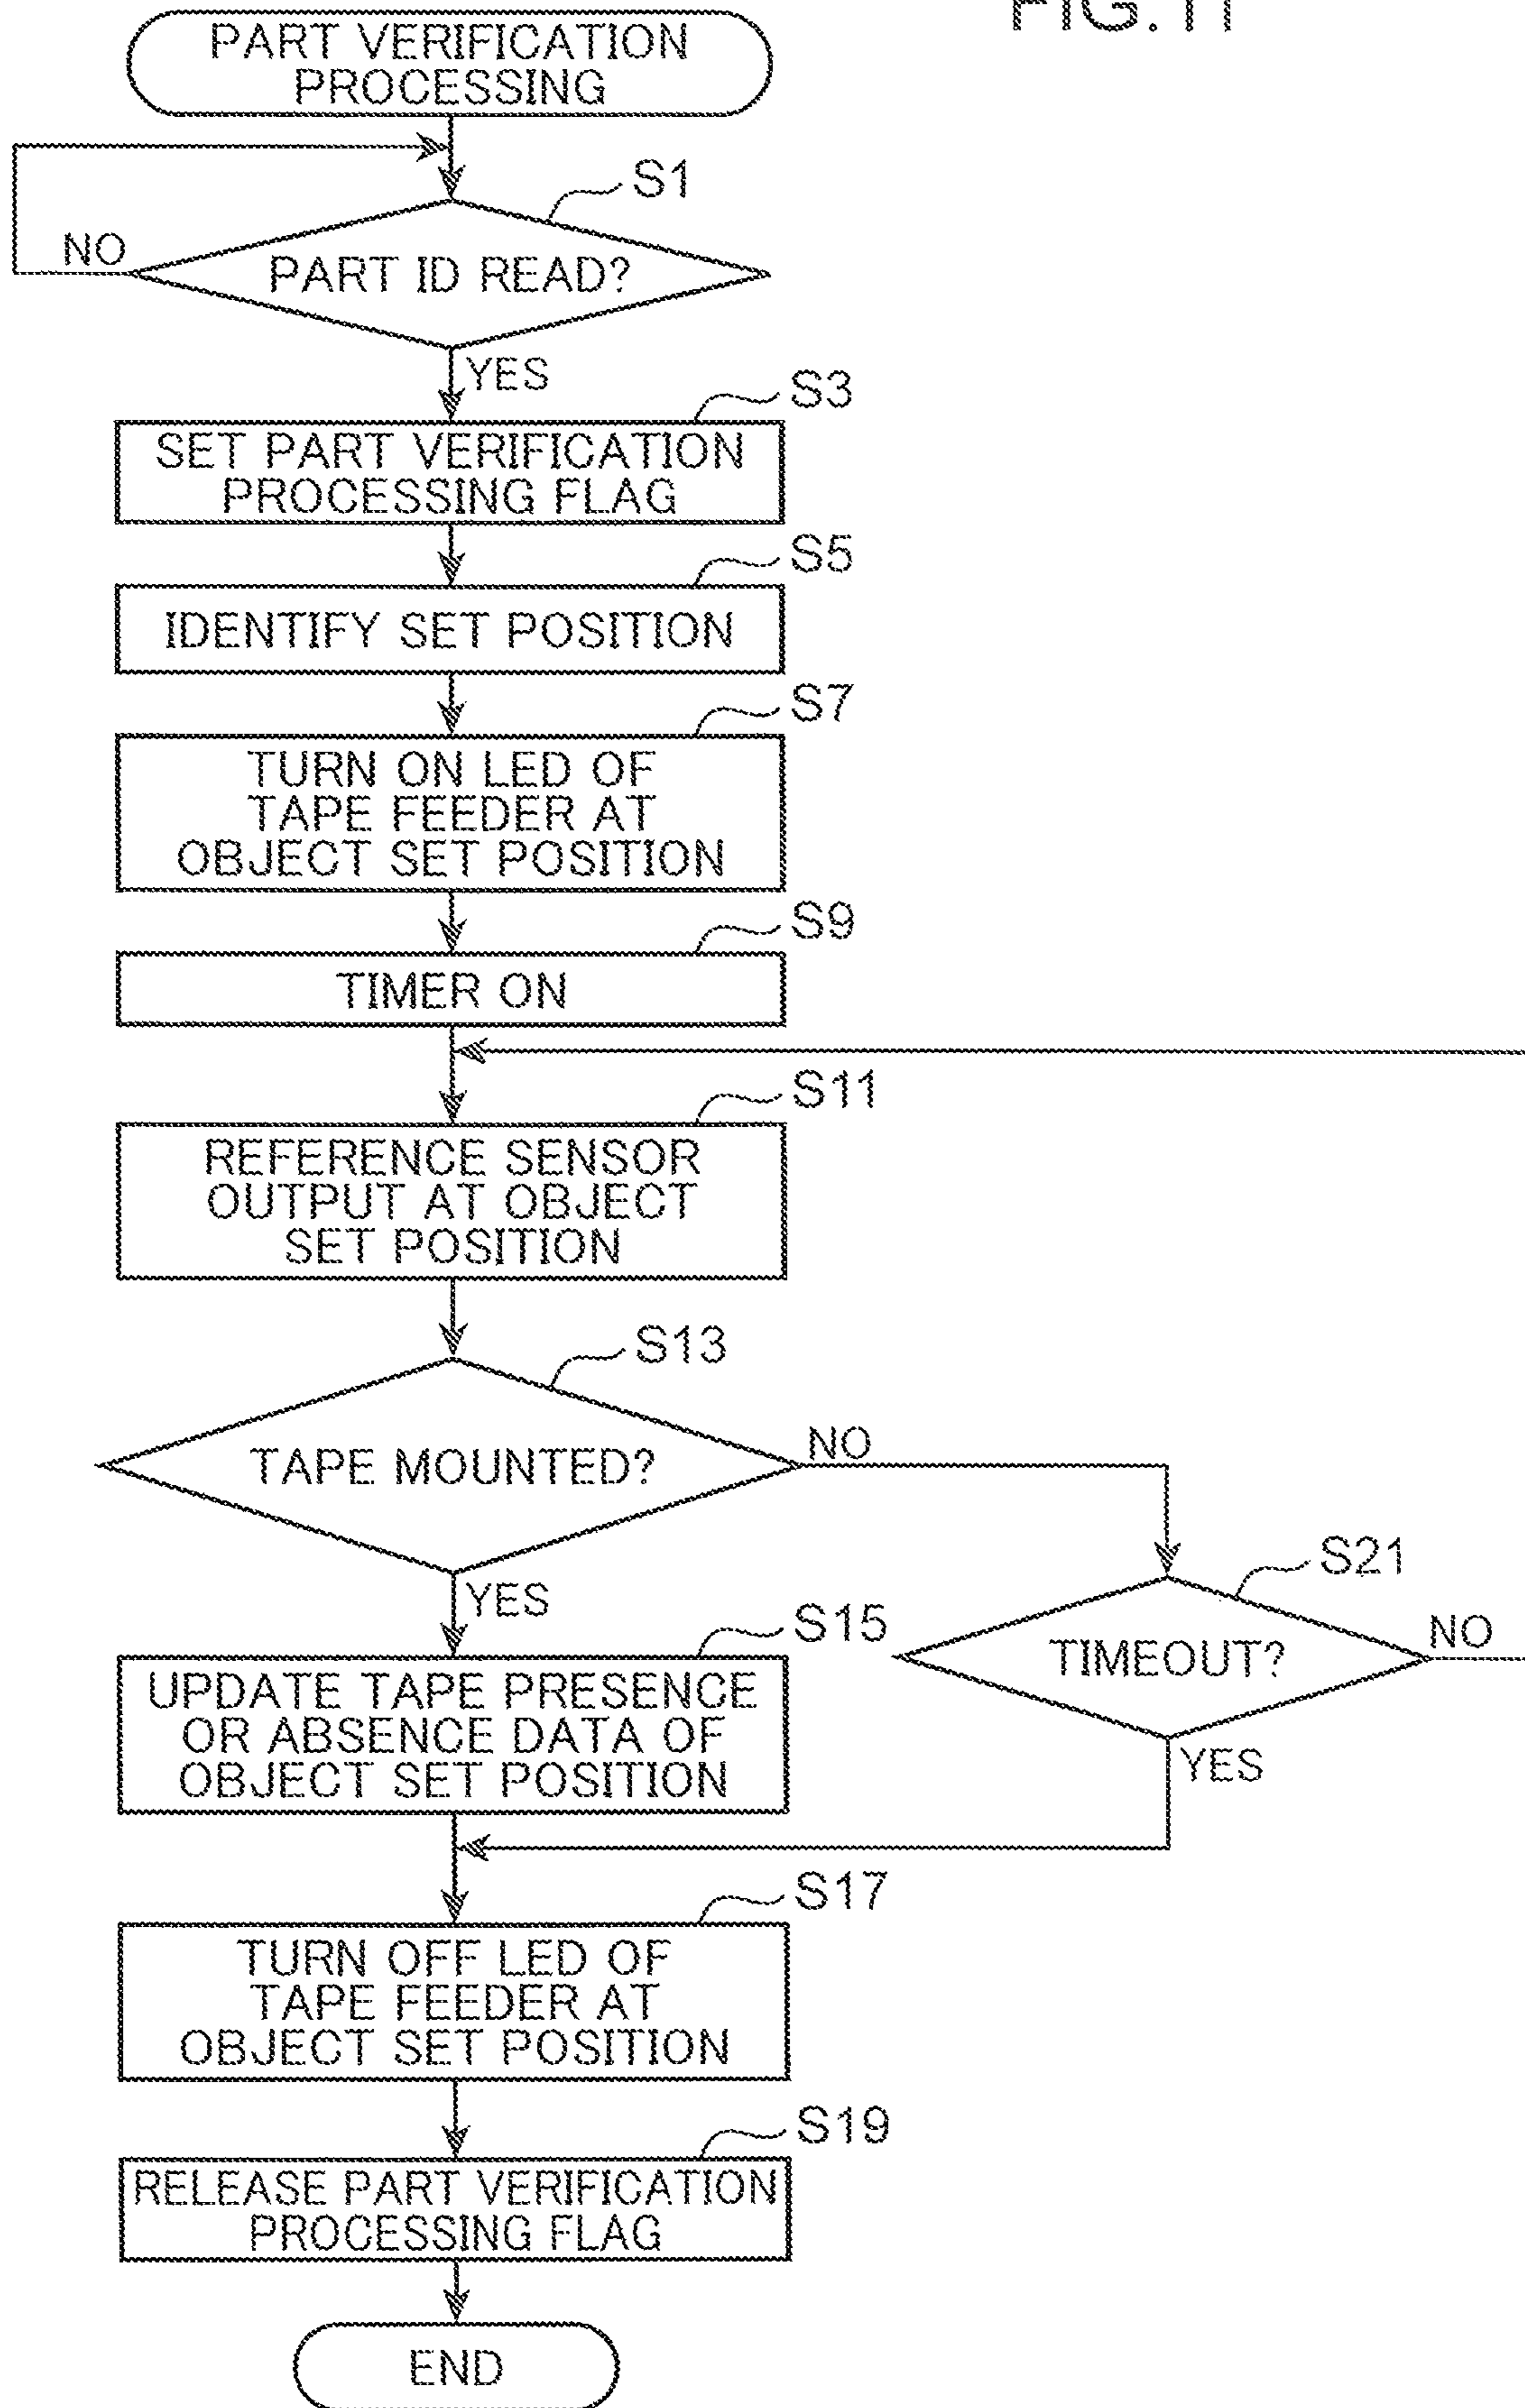 FIG. 11
PART VERIFICATION
PROCESSING
S1
NO
PART ID READ?
YES
S3
SET PART VERIFICATION
PROCESSING FLAG
S5
IDENTIFY SET POSITION
S7
TURN ON LED OF
TAPE FEEDER AT
OBJECT SET POSITION
S9
TIMER ON
S11
REFERENCE SENSOR
OUTPUT AT OBJECT
SET POSITION
S13
TAPE MOUNTED?
NO
YES
S21
TIMEOUT?
NO
YES
S15
UPDATE TAPE PRESENCE
OR ABSENCE DATA OF
OBJECT SET POSITION
S17
TURN OFF LED OF
TAPE FEEDER AT
OBJECT SET POSITION
S19
RELEASE PART VERIFICATION
PROCESSING FLAG
END